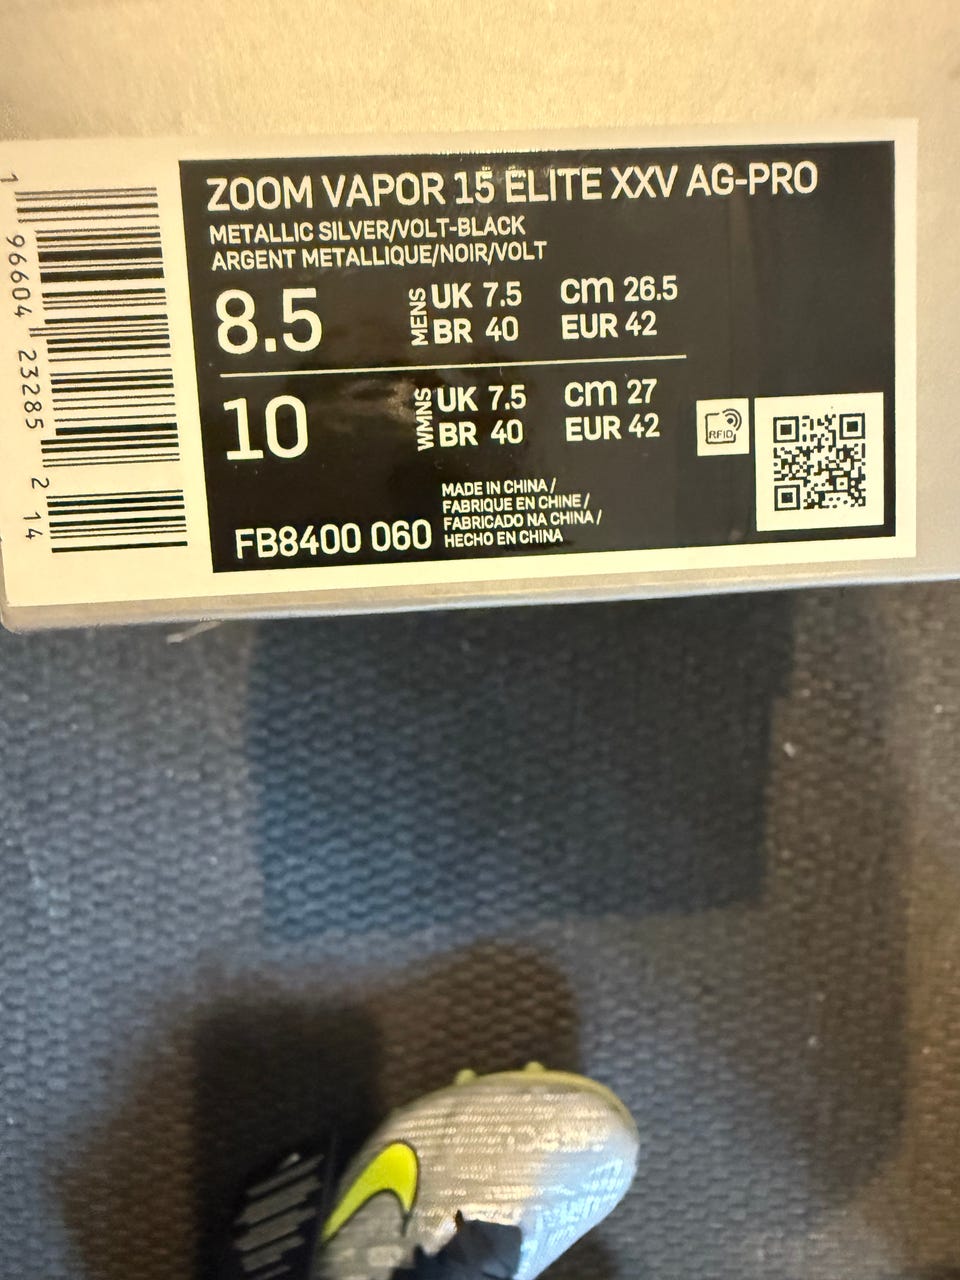 ZOOM VAPOR 15 ELITE XXV AG-PRO
METALLIC SILVER/VOLT-BLACK
ARGENT METALLIQUE/NOIR/VOLT
8.5
MENS
UK 7.5 cm 26.5
BR 40 EUR 42
10
WMNS
UK 7.5 cm 27
BR 40 EUR 42
RFID
MADE IN CHINA /
FABRIQUE EN CHINE /
FABRICADO NA CHINA /
HECHO EN CHINA
FB8400 060
1 96604 23285 2 14